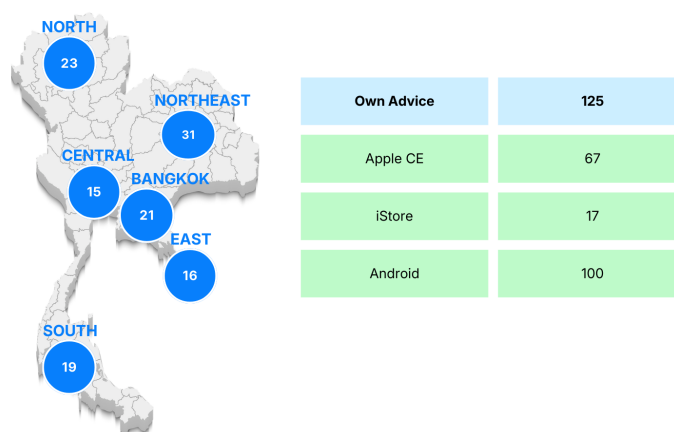 NORTH
23
NORTHEAST
31
CENTRAL
15
BANGKOK
21
EAST
16
SOUTH
19
Own Advice 125
Apple CE 67
iStore 17
Android 100